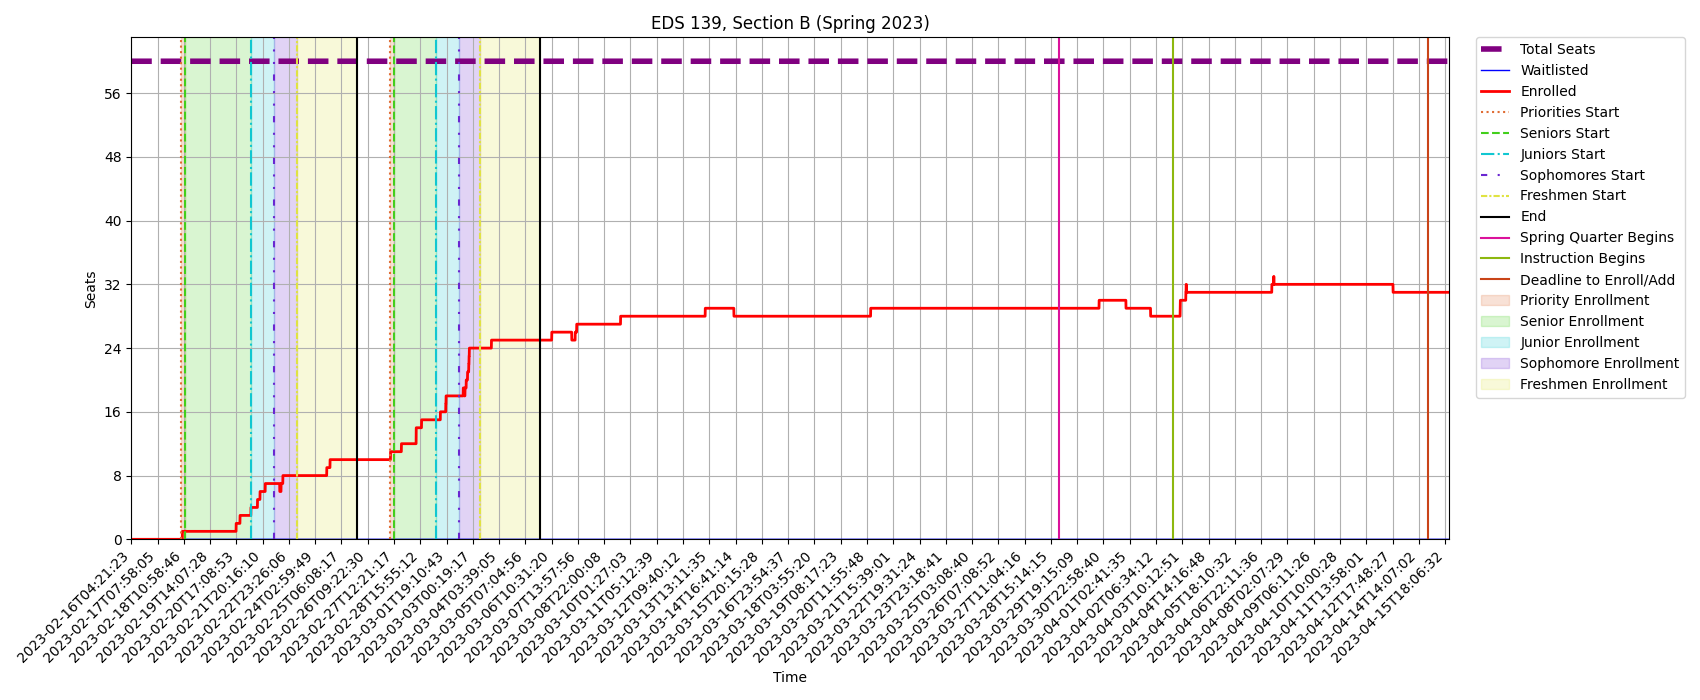 EDS 139, Section B (Spring 2023)
Seats
56
48
40
32
24
16
8
0
2023-02-16T04:21:23
2023-02-17T07:58:05
2023-02-18T10:58:46
2023-02-19T14:07:28
2023-02-20T17:08:53
2023-02-21T20:16:10
2023-02-22T23:26:06
2023-02-24T02:59:49
2023-02-25T06:08:17
2023-02-26T09:22:30
2023-02-27T12:21:17
2023-02-28T15:55:12
2023-03-01T19:10:43
2023-03-03T00:19:17
2023-03-04T03:39:05
2023-03-05T07:04:56
2023-03-06T10:31:20
2023-03-07T13:57:56
2023-03-08T22:00:08
2023-03-10T01:27:03
2023-03-11T05:12:39
2023-03-12T09:40:12
2023-03-13T13:11:35
2023-03-14T16:41:14
2023-03-15T20:15:28
2023-03-16T23:54:37
2023-03-18T03:55:20
2023-03-19T08:17:23
2023-03-20T11:55:48
2023-03-21T15:39:01
2023-03-22T19:31:24
2023-03-23T23:18:41
2023-03-25T03:08:40
2023-03-26T07:08:52
2023-03-27T11:04:16
2023-03-28T15:14:15
2023-03-29T19:15:09
2023-03-30T22:58:40
2023-04-01T02:41:35
2023-04-02T06:34:12
2023-04-03T10:12:51
2023-04-04T14:16:48
2023-04-05T18:10:32
2023-04-06T22:11:36
2023-04-08T02:07:29
2023-04-09T06:11:26
2023-04-10T10:00:28
2023-04-11T13:58:01
2023-04-12T17:48:27
2023-04-14T14:07:02
2023-04-15T18:06:32
Time
Total Seats
Waitlisted
Enrolled
Priorities Start
Seniors Start
Juniors Start
Sophomores Start
Freshmen Start
End
Spring Quarter Begins
Instruction Begins
Deadline to Enroll/Add
Priority Enrollment
Senior Enrollment
Junior Enrollment
Sophomore Enrollment
Freshmen Enrollment